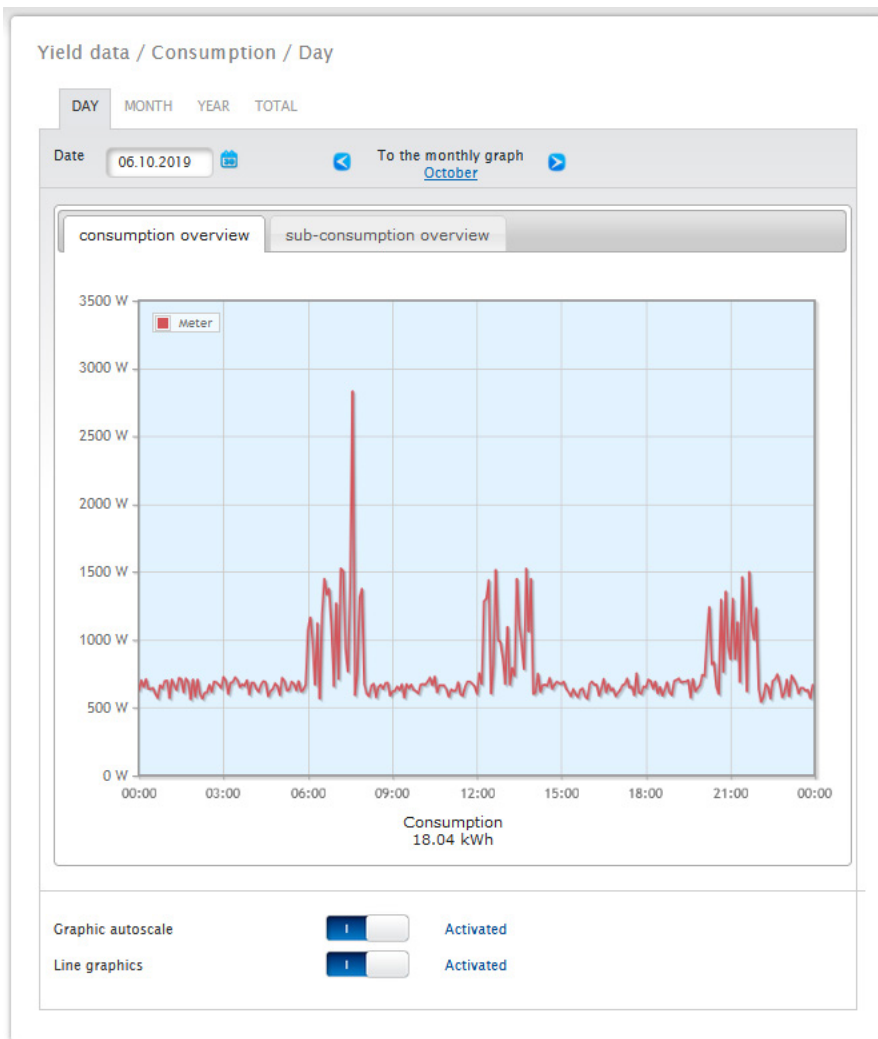 Yield data / Consumption / Day
DAY MONTH YEAR TOTAL
Date 06.10.2019 30 To the monthly graph
October
consumption overview sub-consumption overview
3500 W
Meter
3000 W
2500 W
2000 W
1500 W
1000 W
500 W
0 W
00:00 03:00 06:00 09:00 12:00 15:00 18:00 21:00 00:00
Consumption
18.04 kWh
Graphic autoscale I Activated
Line graphics I Activated